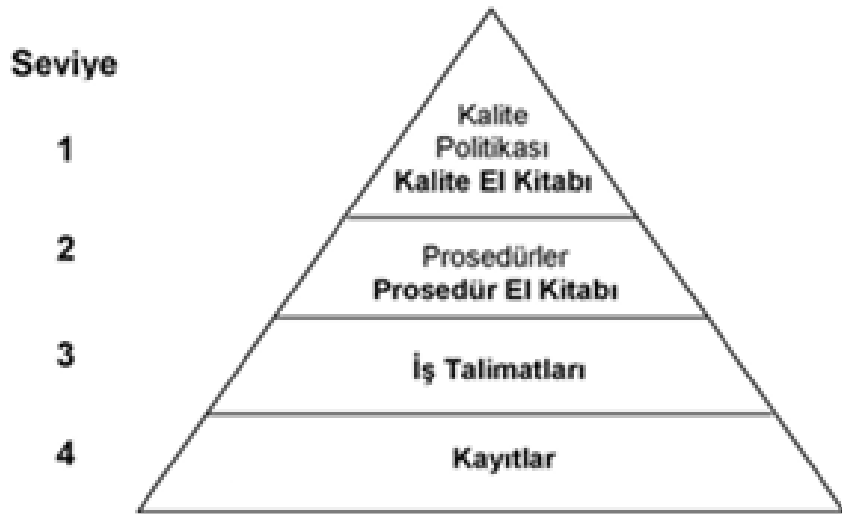 Seviye
1
Kalite
Politikası
Kalite El Kitabı
2
Prosedürler
Prosedür El Kitabı
3
İş Talimatları
4
Kayıtlar